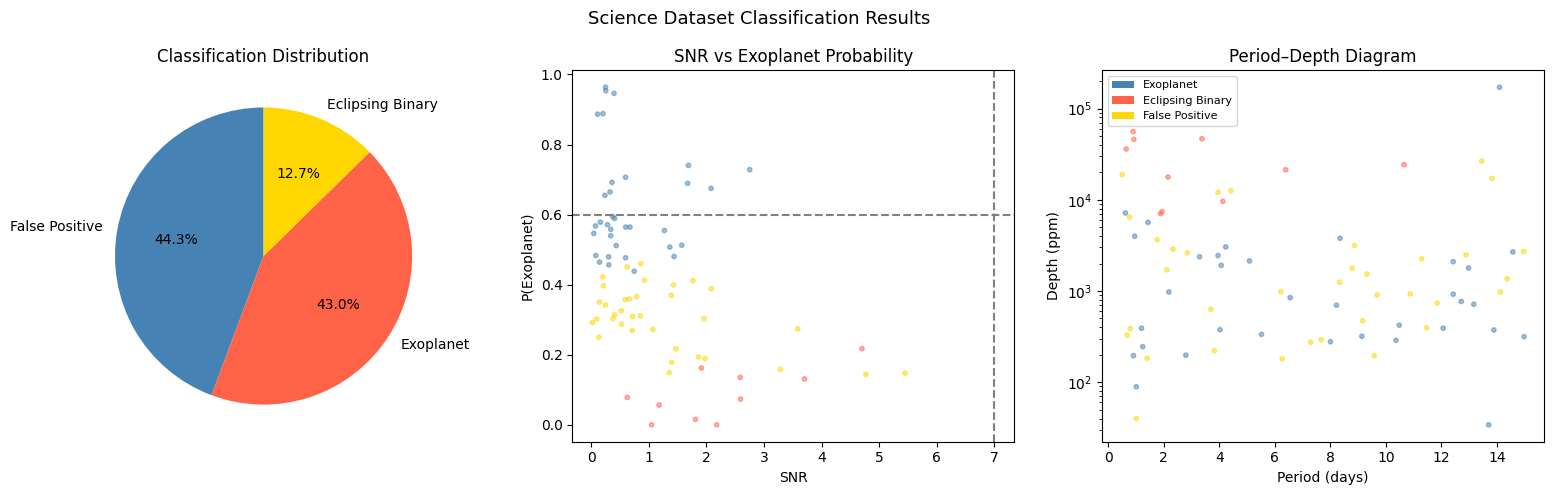 Science Dataset Classification Results
Classification Distribution
Eclipsing Binary
12.7%
False Positive
44.3%
43.0%
Exoplanet
SNR vs Exoplanet Probability
P(Exoplanet)
1.0
0.8
0.6
0.4
0.2
0.0
0 1 2 3 4 5 6 7
SNR
Period–Depth Diagram
Exoplanet
Eclipsing Binary
False Positive
Depth (ppm)
10^5
10^4
10^3
10^2
0 2 4 6 8 10 12 14
Period (days)